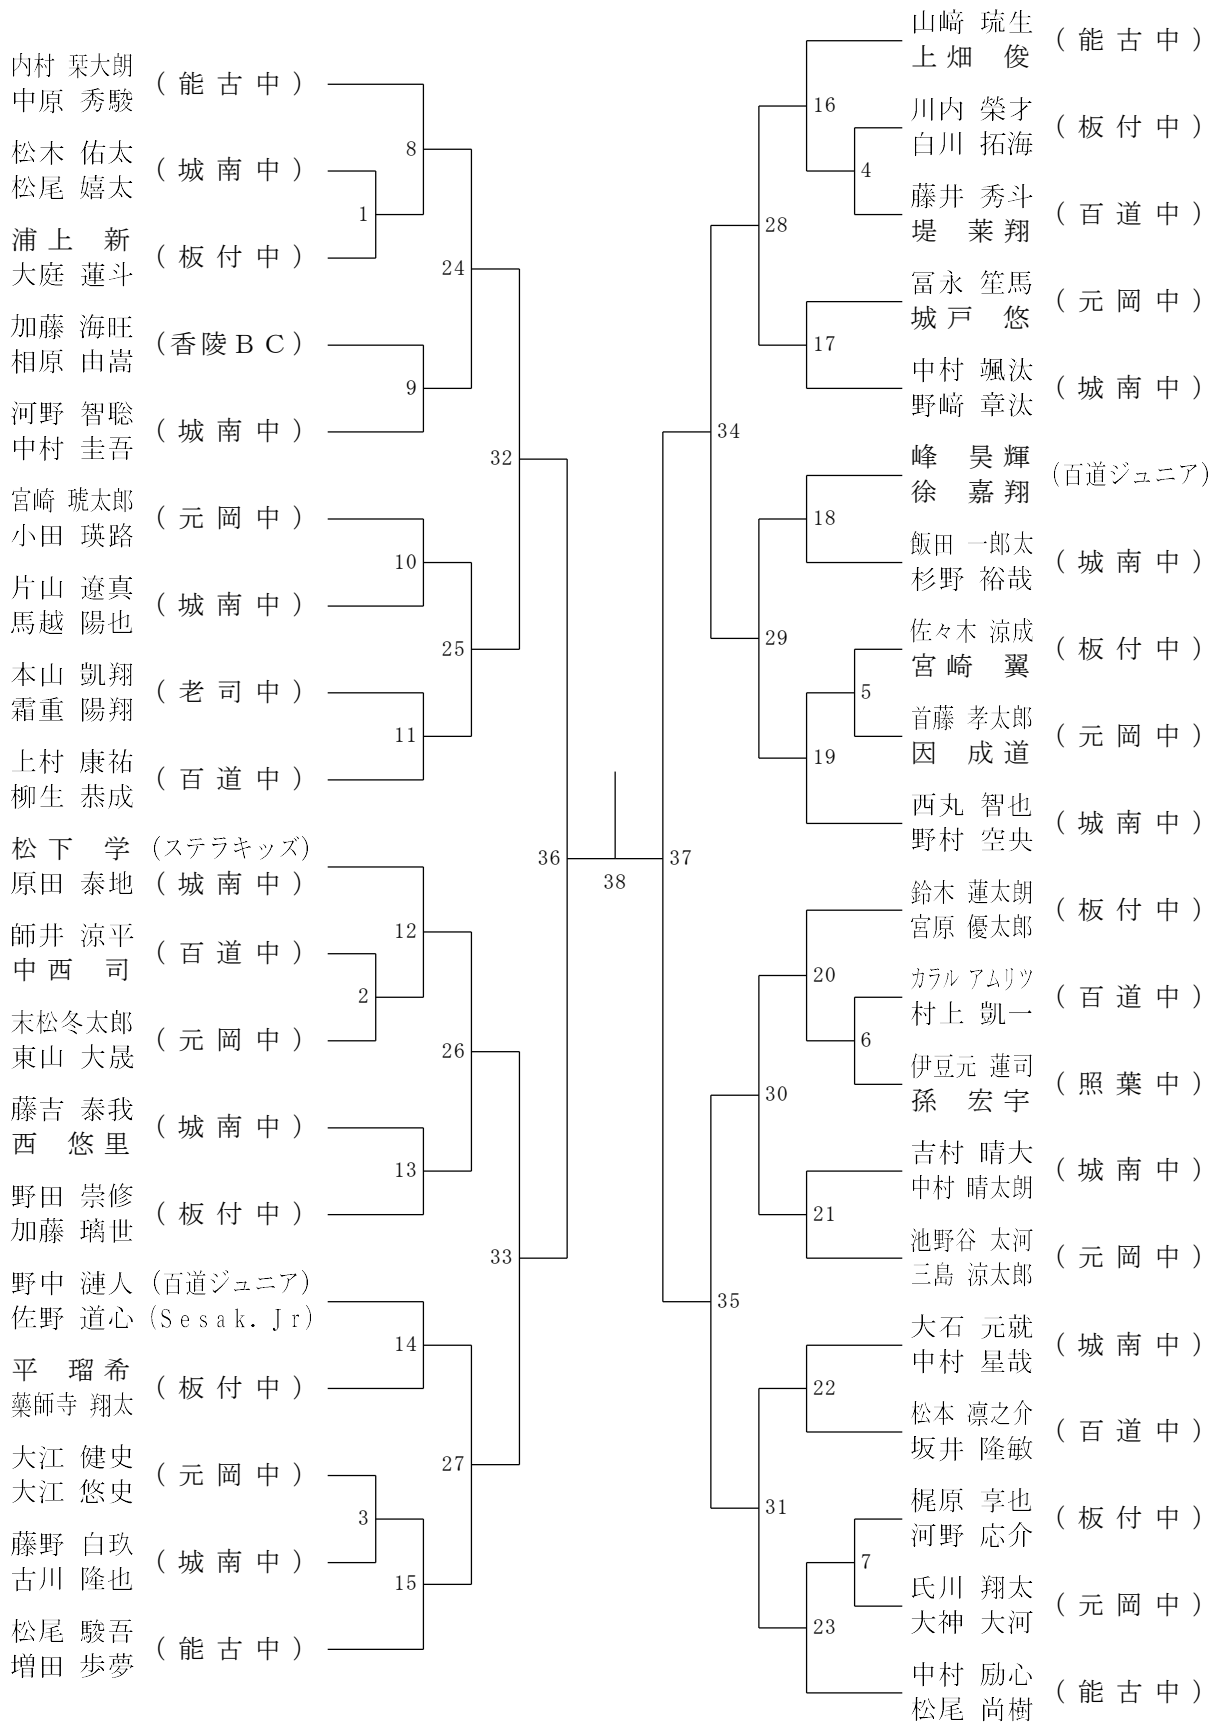 内村 栞大朗
中原 秀駿
(能古中)
松木 佑太
松尾 嬉太
(城南中)
浦上 新
大庭 蓮斗
(板付中)
加藤 海旺
相原 由嵩
(香陵ＢＣ)
河野 智聡
中村 圭吾
(城南中)
宮崎 琥太郎
小田 瑛路
(元岡中)
片山 遼真
馬越 陽也
(城南中)
本山 凱翔
霜重 陽翔
(老司中)
上村 康祐
柳生 恭成
(百道中)
松下 学 (ステラキッズ)
原田 泰地 (城南中)
師井 涼平
中西 司
(百道中)
末松冬太郎
東山 大晟
(元岡中)
藤吉 泰我
西 悠里
(城南中)
野田 崇修
加藤 璃世
(板付中)
野中 漣人 (百道ジュニア)
佐野 道心 (Sesak. Jr)
平 瑠希
藥師寺 翔太
(板付中)
大江 健史
大江 悠史
(元岡中)
藤野 白玖
古川 隆也
(城南中)
松尾 駿吾
増田 歩夢
(能古中)
1
2
3
8
9
10
11
12
13
14
15
24
25
26
27
32
33
36
38
37
34
35
28
29
30
31
16
17
18
19
20
21
22
23
4
5
6
7
山﨑 琉生
上畑 俊
(能古中)
川内 榮才
白川 拓海
(板付中)
藤井 秀斗
堤 莱翔
(百道中)
冨永 笙馬
城戸 悠
(元岡中)
中村 颯汰
野﨑 章汰
(城南中)
峰 昊輝
徐 嘉翔
(百道ジュニア)
飯田 一郎太
杉野 裕哉
(城南中)
佐々木 涼成
宮崎 翼
(板付中)
首藤 孝太郎
因 成道
(元岡中)
西丸 智也
野村 空央
(城南中)
鈴木 蓮太朗
宮原 優太郎
(板付中)
カラル アムリツ
村上 凱一
(百道中)
伊豆元 蓮司
孫 宏宇
(照葉中)
吉村 晴大
中村 晴太朗
(城南中)
池野谷 太河
三島 涼太郎
(元岡中)
大石 元就
中村 星哉
(城南中)
松本 凛之介
坂井 隆敏
(百道中)
梶原 享也
河野 応介
(板付中)
氏川 翔太
大神 大河
(元岡中)
中村 励心
松尾 尚樹
(能古中)